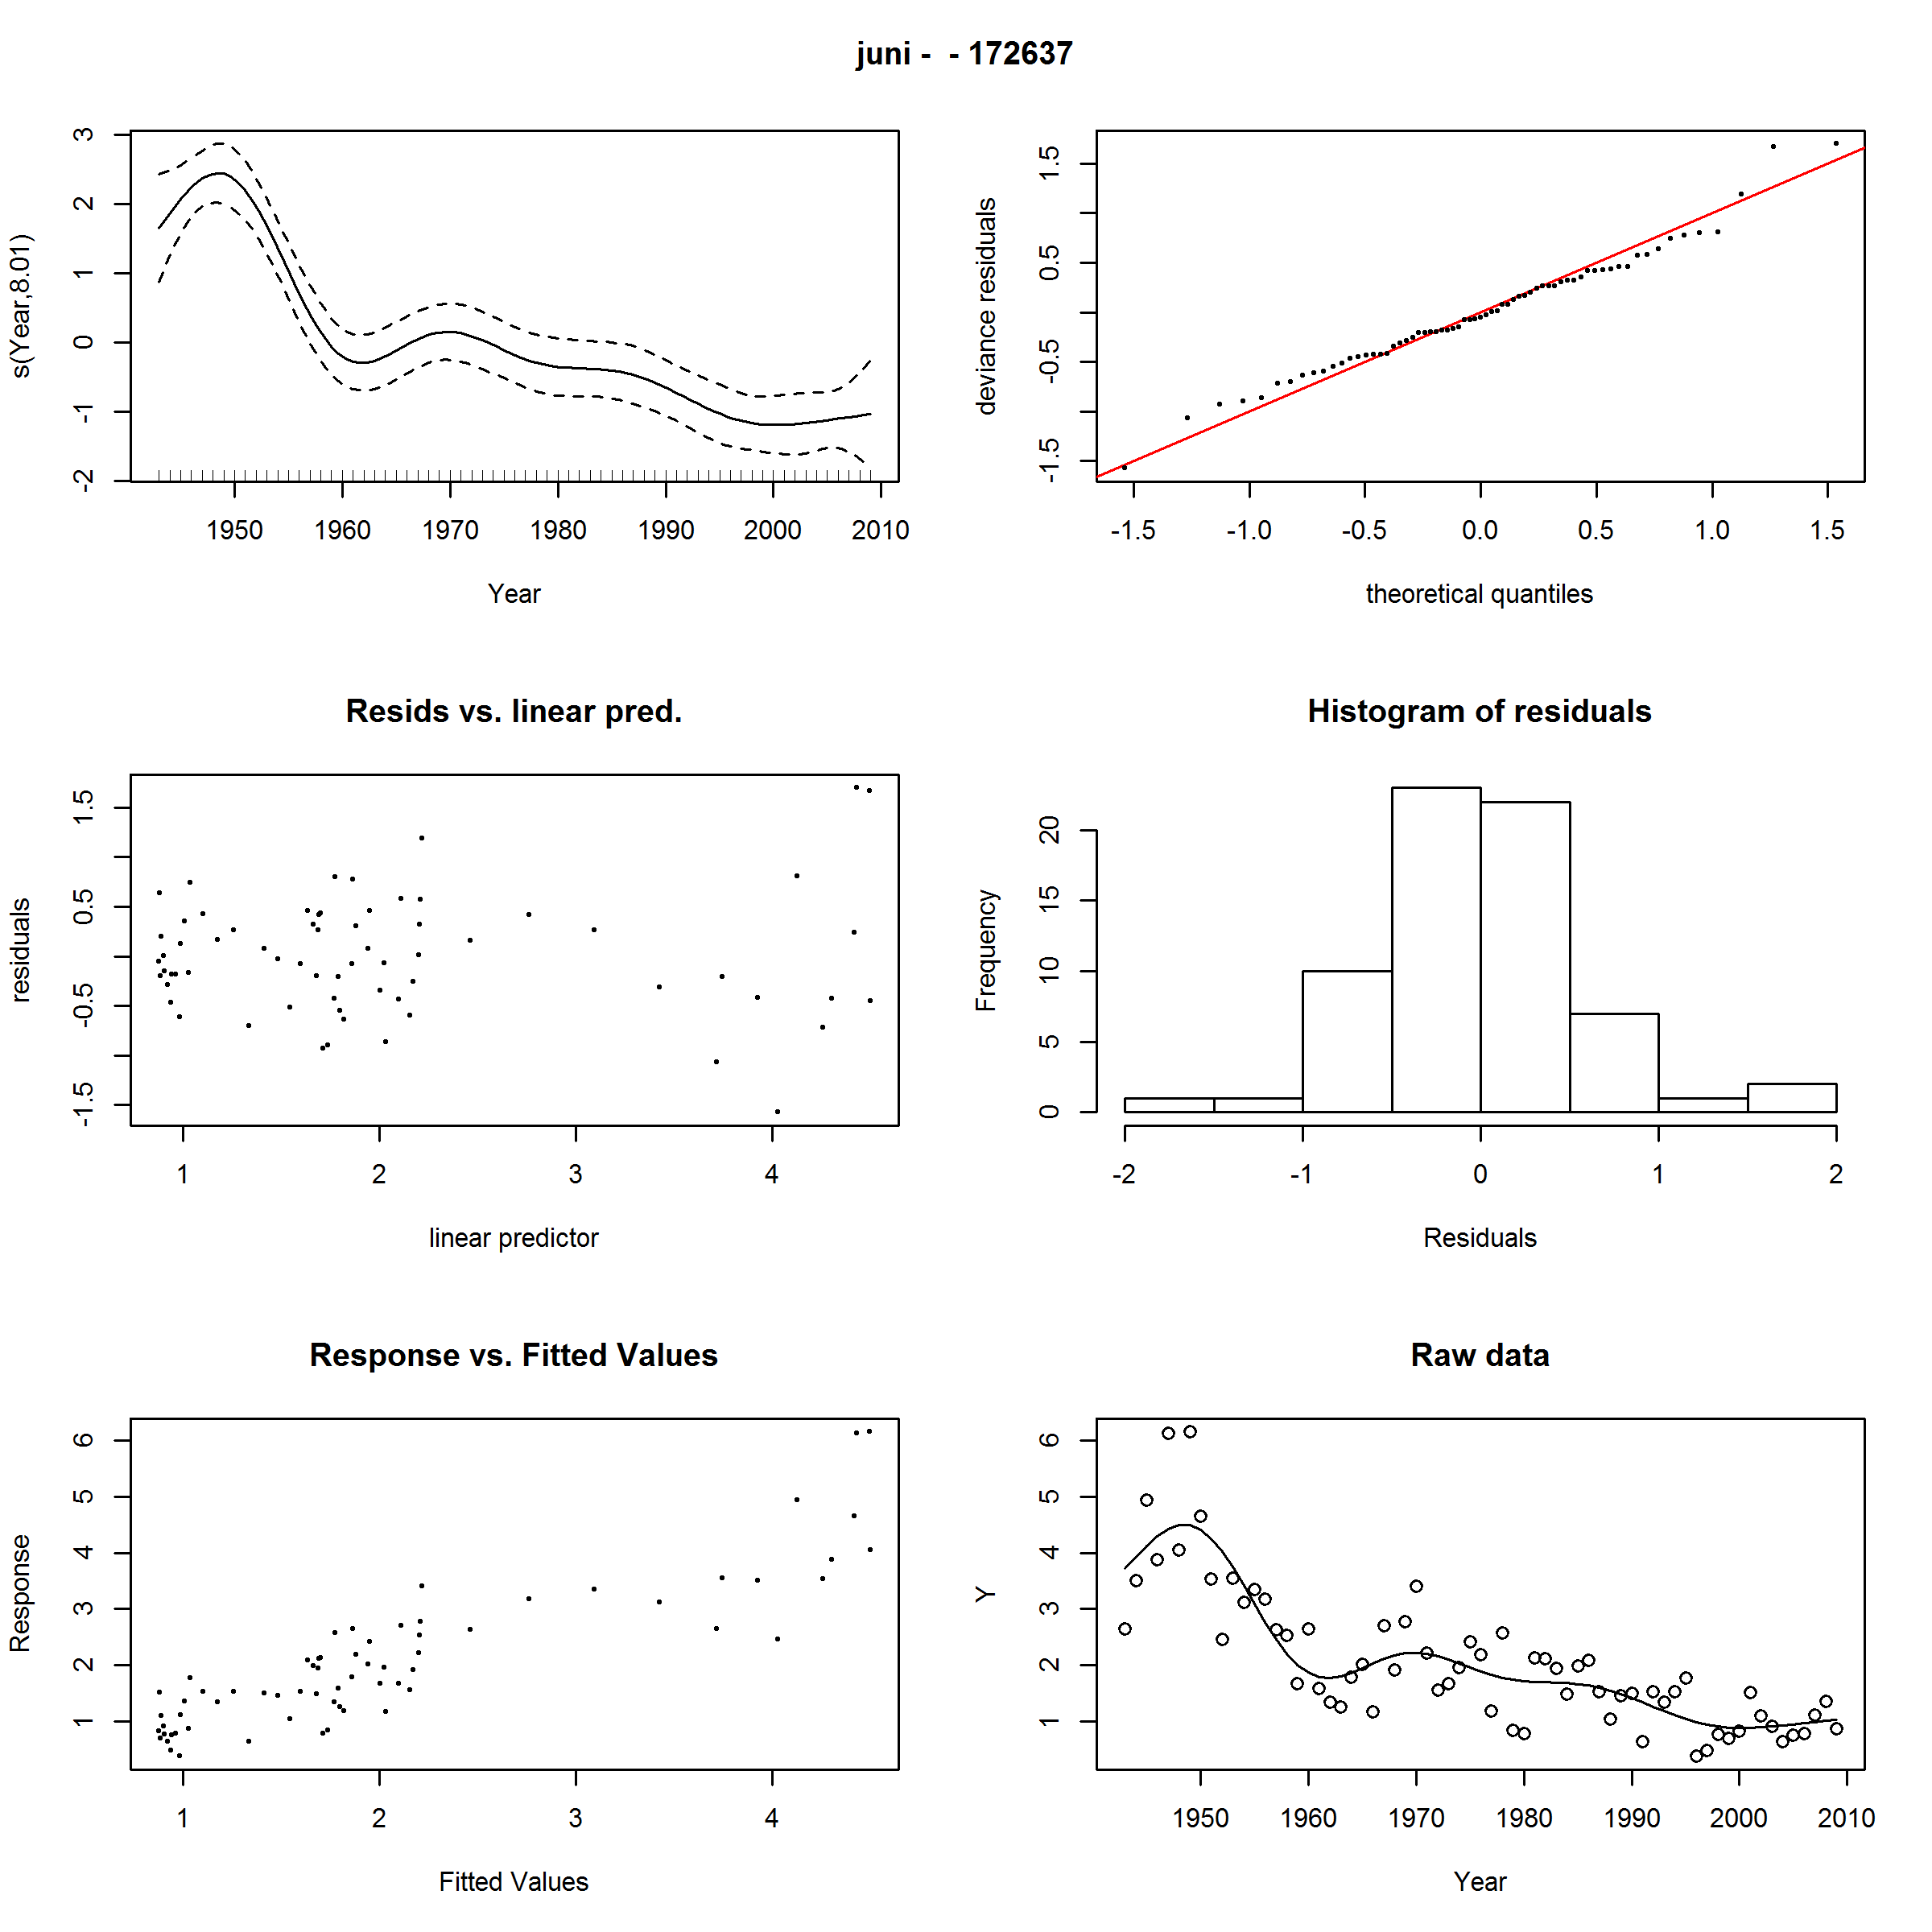 juni -  - 172637
s(Year,8.01)
3
2
1
0
-1
-2
1950 1960 1970 1980 1990 2000 2010
Year
deviance residuals
1.5
0.5
-0.5
-1.5
-1.5 -1.0 -0.5 0.0 0.5 1.0 1.5
theoretical quantiles
Resids vs. linear pred.
residuals
1.5
0.5
-0.5
-1.5
1 2 3 4
linear predictor
Histogram of residuals
Frequency
20
15
10
5
0
-2 -1 0 1 2
Residuals
Response vs. Fitted Values
Response
6
5
4
3
2
1
1 2 3 4
Fitted Values
Raw data
Y
6
5
4
3
2
1
1950 1960 1970 1980 1990 2000 2010
Year